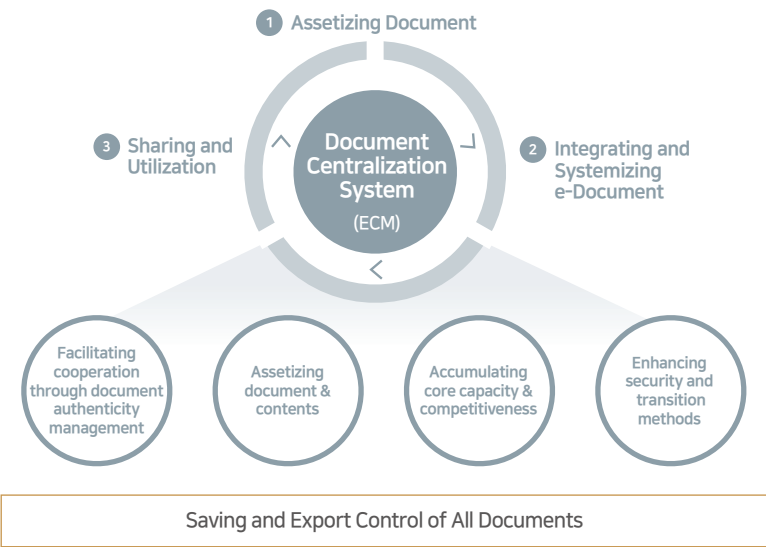 1 Assetizing Document
3 Sharing and
Utilization
Document
Centralization
System
(ECM)
2 Integrating and
Systemizing
e-Document
Facilitating
cooperation
through document
authenticity
management
Assetizing
document &
contents
Accumulating
core capacity &
competitiveness
Enhancing
security and
transition
methods
Saving and Export Control of All Documents